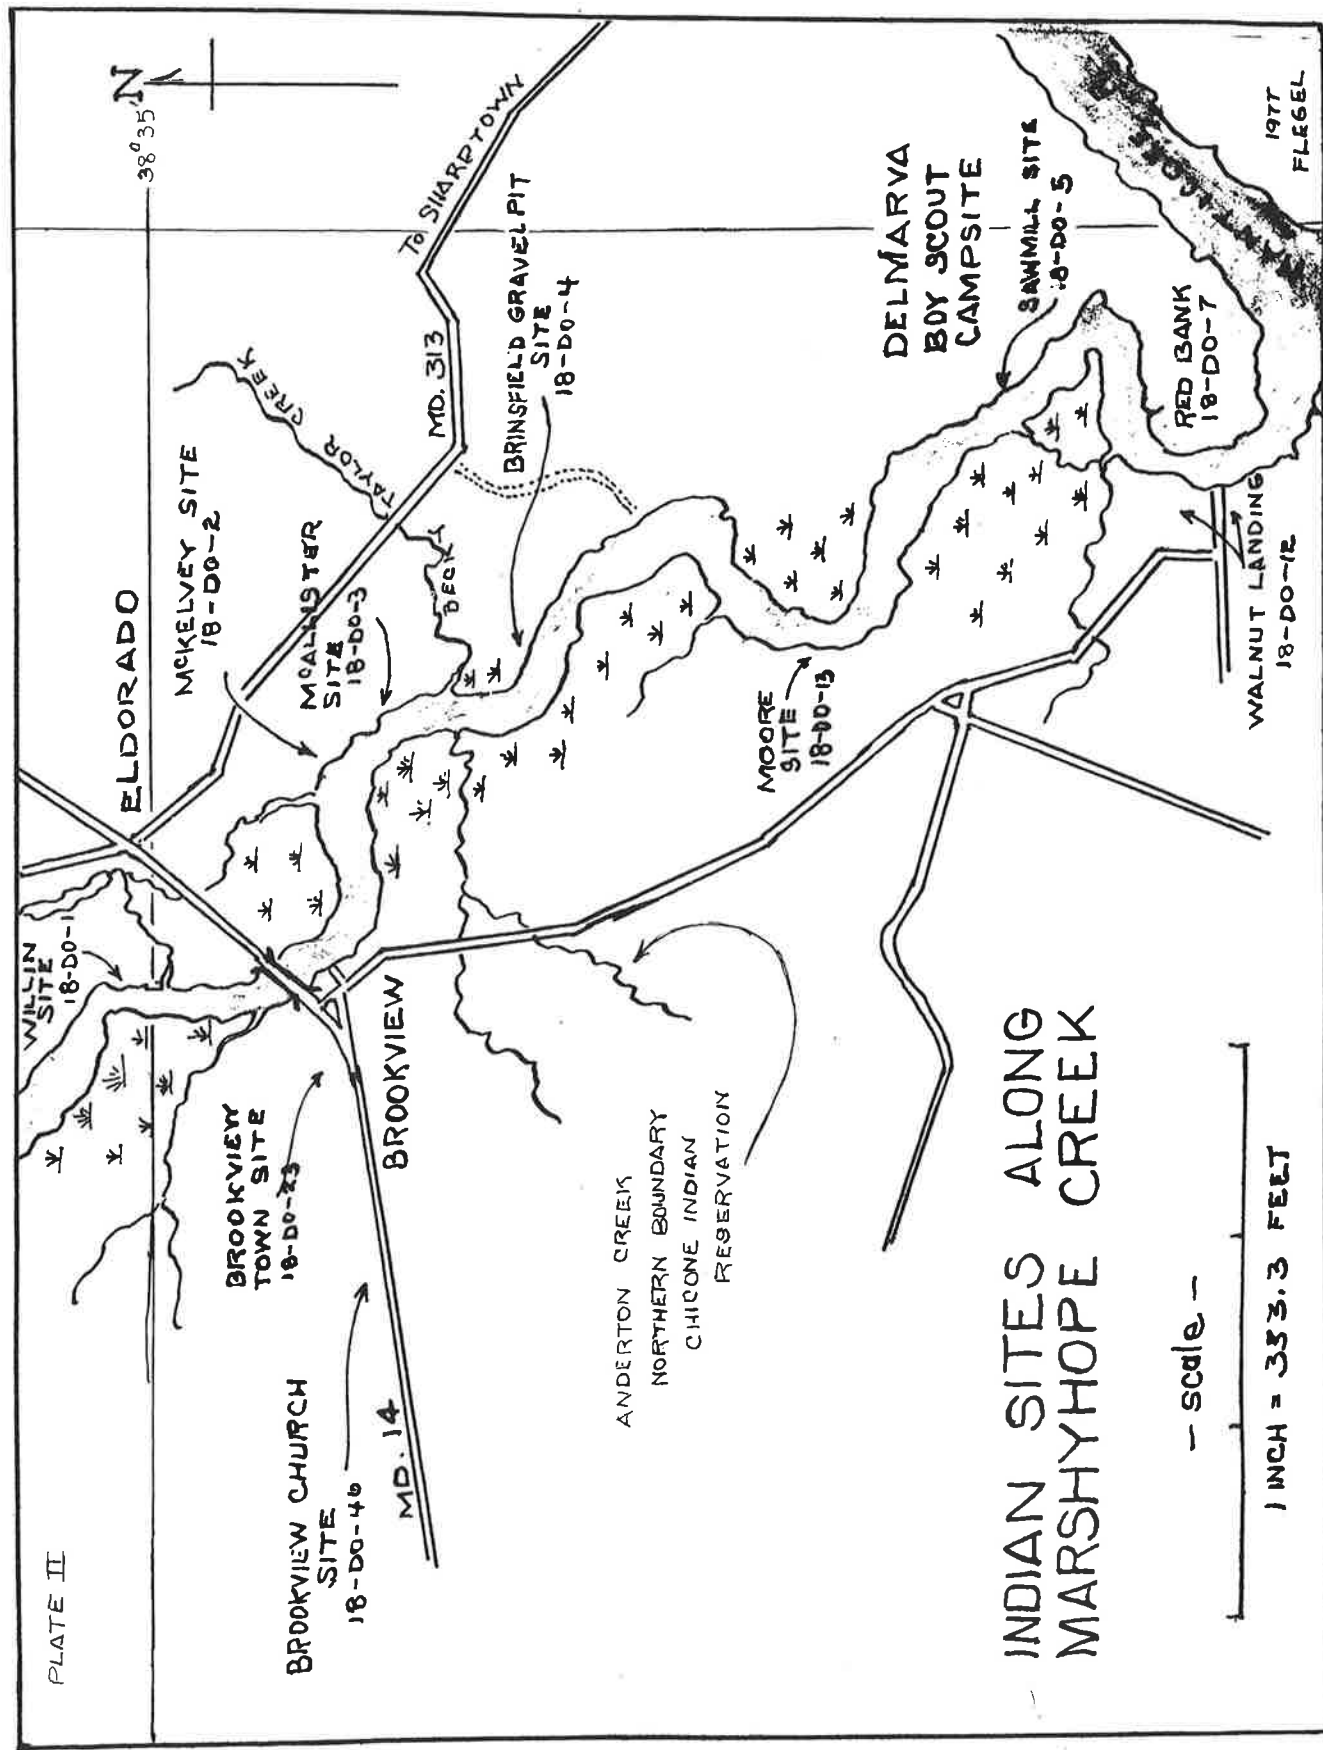 PLATE II
N
38°35'
WILLIN
SITE
18-DO-1
ELDORADO
MCKELVEY SITE
18-DO-2
MCALLISTER
SITE
18-DO-3
TAYLOR CREEK
BECKY
MD. 313
TO SHARPTOWN
BRINSFIELD GRAVEL PIT
SITE
18-DO-4
BROOKVIEW
TOWN SITE
18-DO-23
BROOKVIEW
BROOKVIEW CHURCH
SITE
18-DO-46
MD. 14
ANDERTON CREEK
NORTHERN BOUNDARY
CHICONE INDIAN
RESERVATION
MOORE
SITE
18-DO-13
DELMARVA
BOY SCOUT
CAMPSITE
SAWMILL SITE
18-DO-5
RED BANK
18-DO-7
WALNUT LANDING
18-DO-12
NANTICOKE
INDIAN SITES ALONG
MARSHYHOPE CREEK
- scale -
1 INCH = 333.3 FEET
1977
FLEGEL